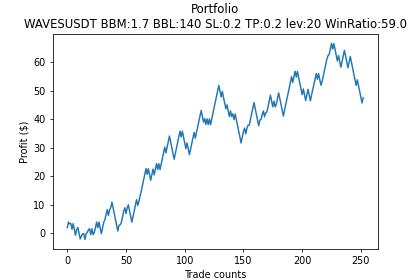 Portfolio
WAVESUSDT BBM:1.7 BBL:140 SL:0.2 TP:0.2 lev:20 WinRatio:59.0
60
50
40
30
20
10
0
Profit ($)
0 50 100 150 200 250
Trade counts